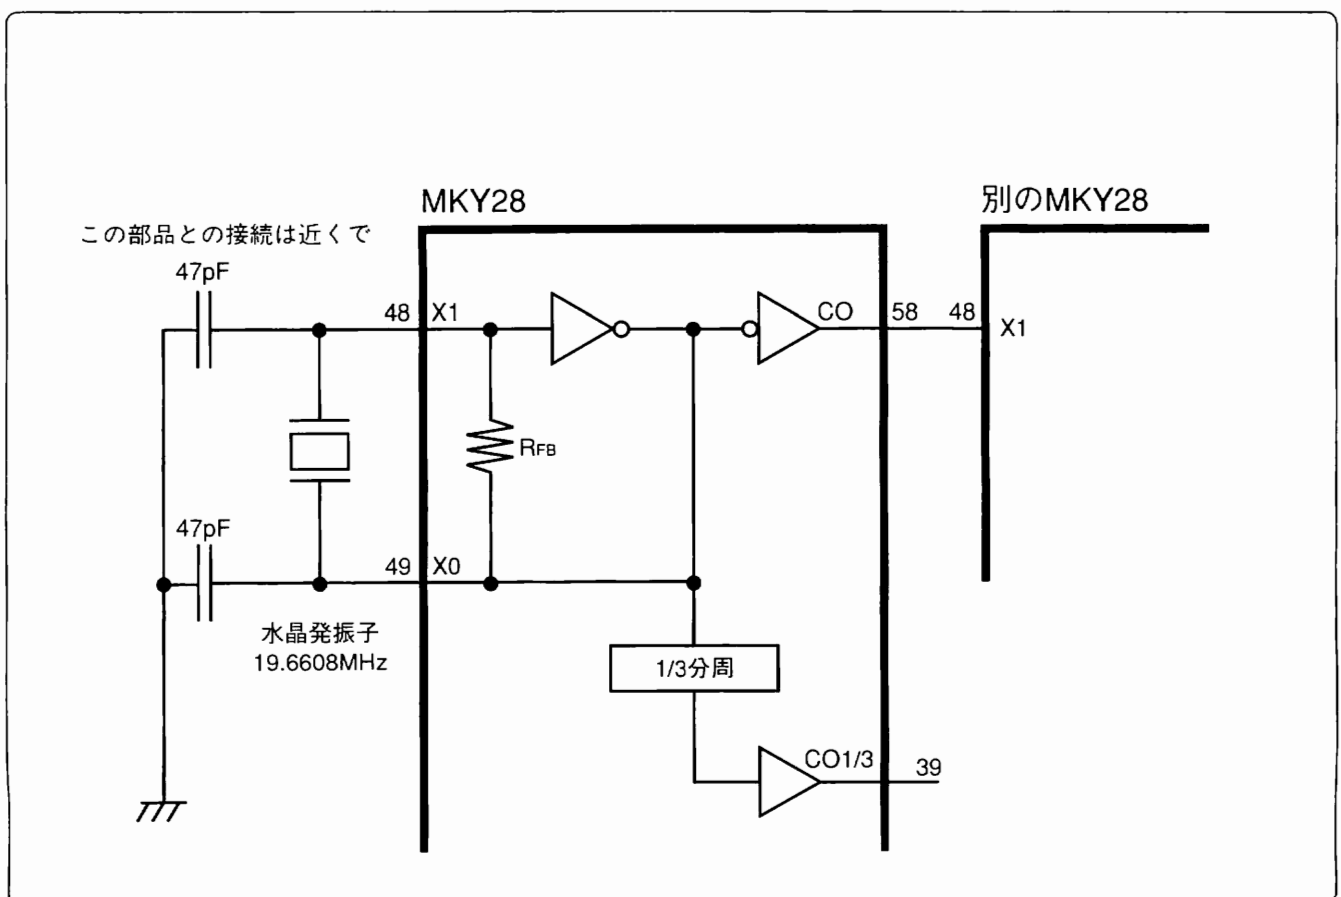 MKY28
別のMKY28
この部品との接続は近くで
47pF
48
X1
CO
58
48
X1
RFB
47pF
49
X0
水晶発振子
19.6608MHz
1/3分周
CO1/3
39